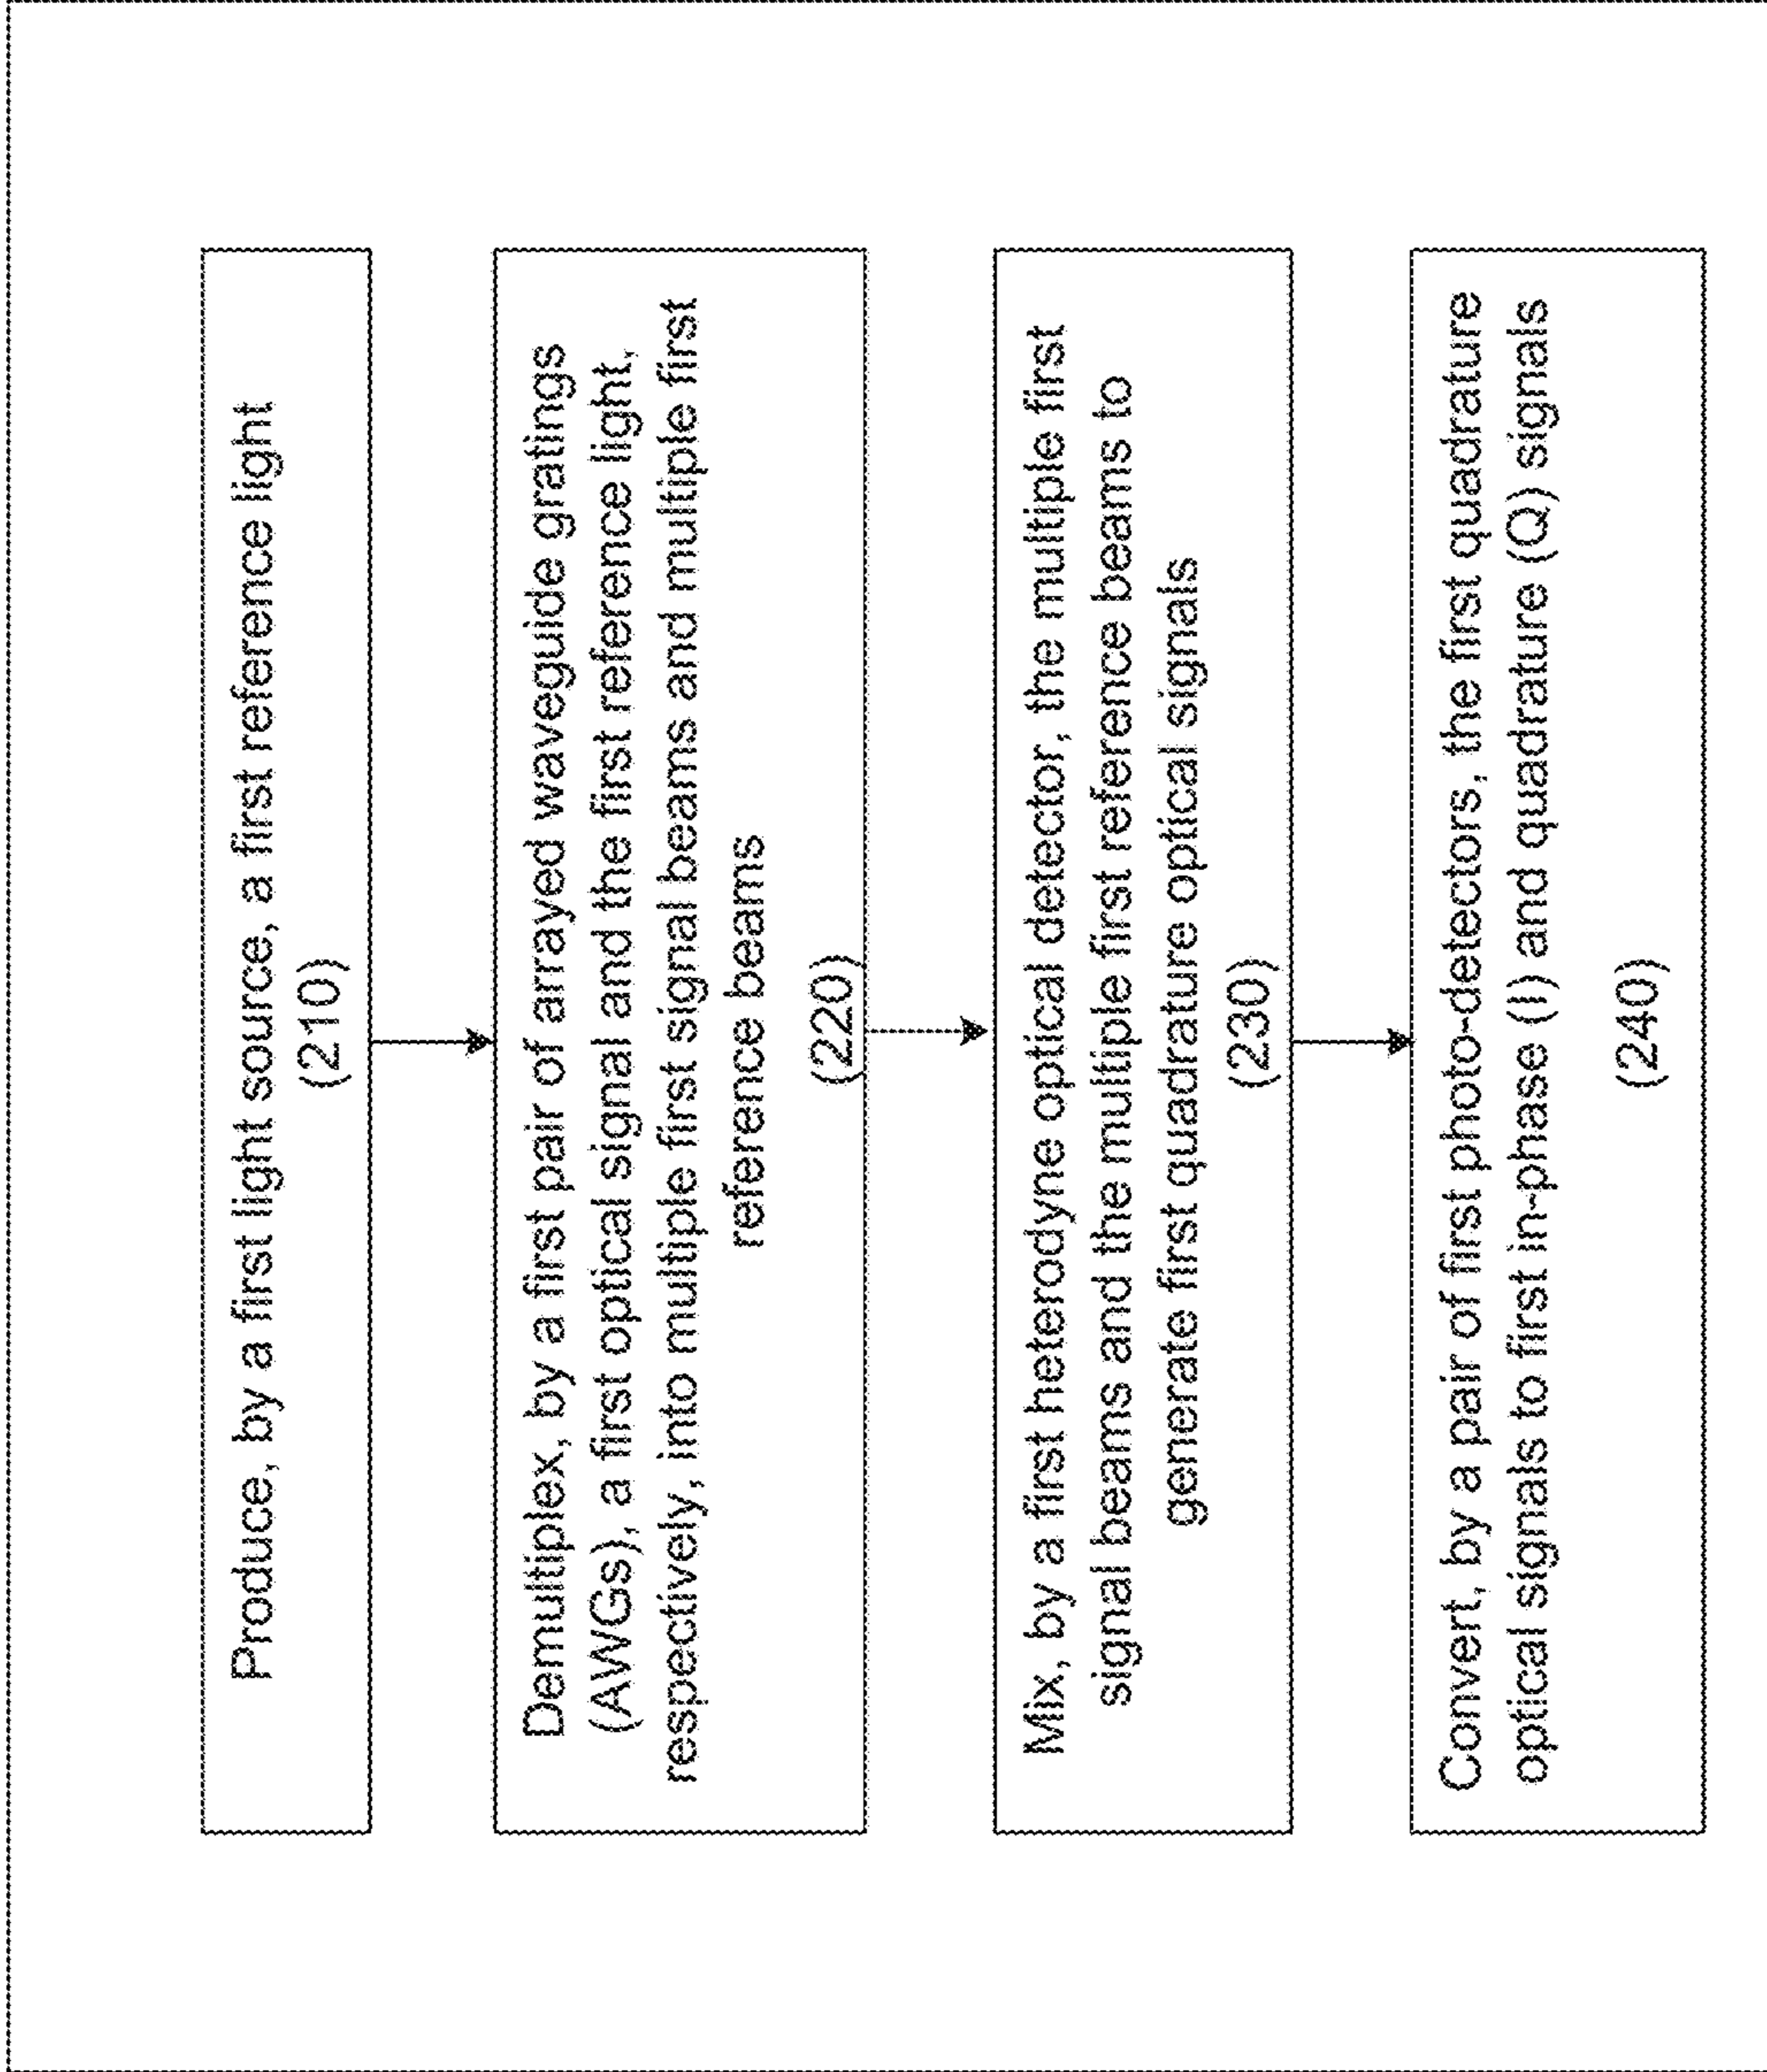 Produce, by a first light source, a first reference light
(210)
Demultiplex, by a first pair of arrayed waveguide gratings
(AWGs), a first optical signal and the first reference light,
respectively, into multiple first signal beams and multiple first
reference beams
(220)
Mix, by a first heterodyne optical detector, the multiple first
signal beams and the multiple first reference beams to
generate first quadrature optical signals
(230)
Convert, by a pair of first photo-detectors, the first quadrature
optical signals to first in-phase (I) and quadrature (Q) signals
(240)